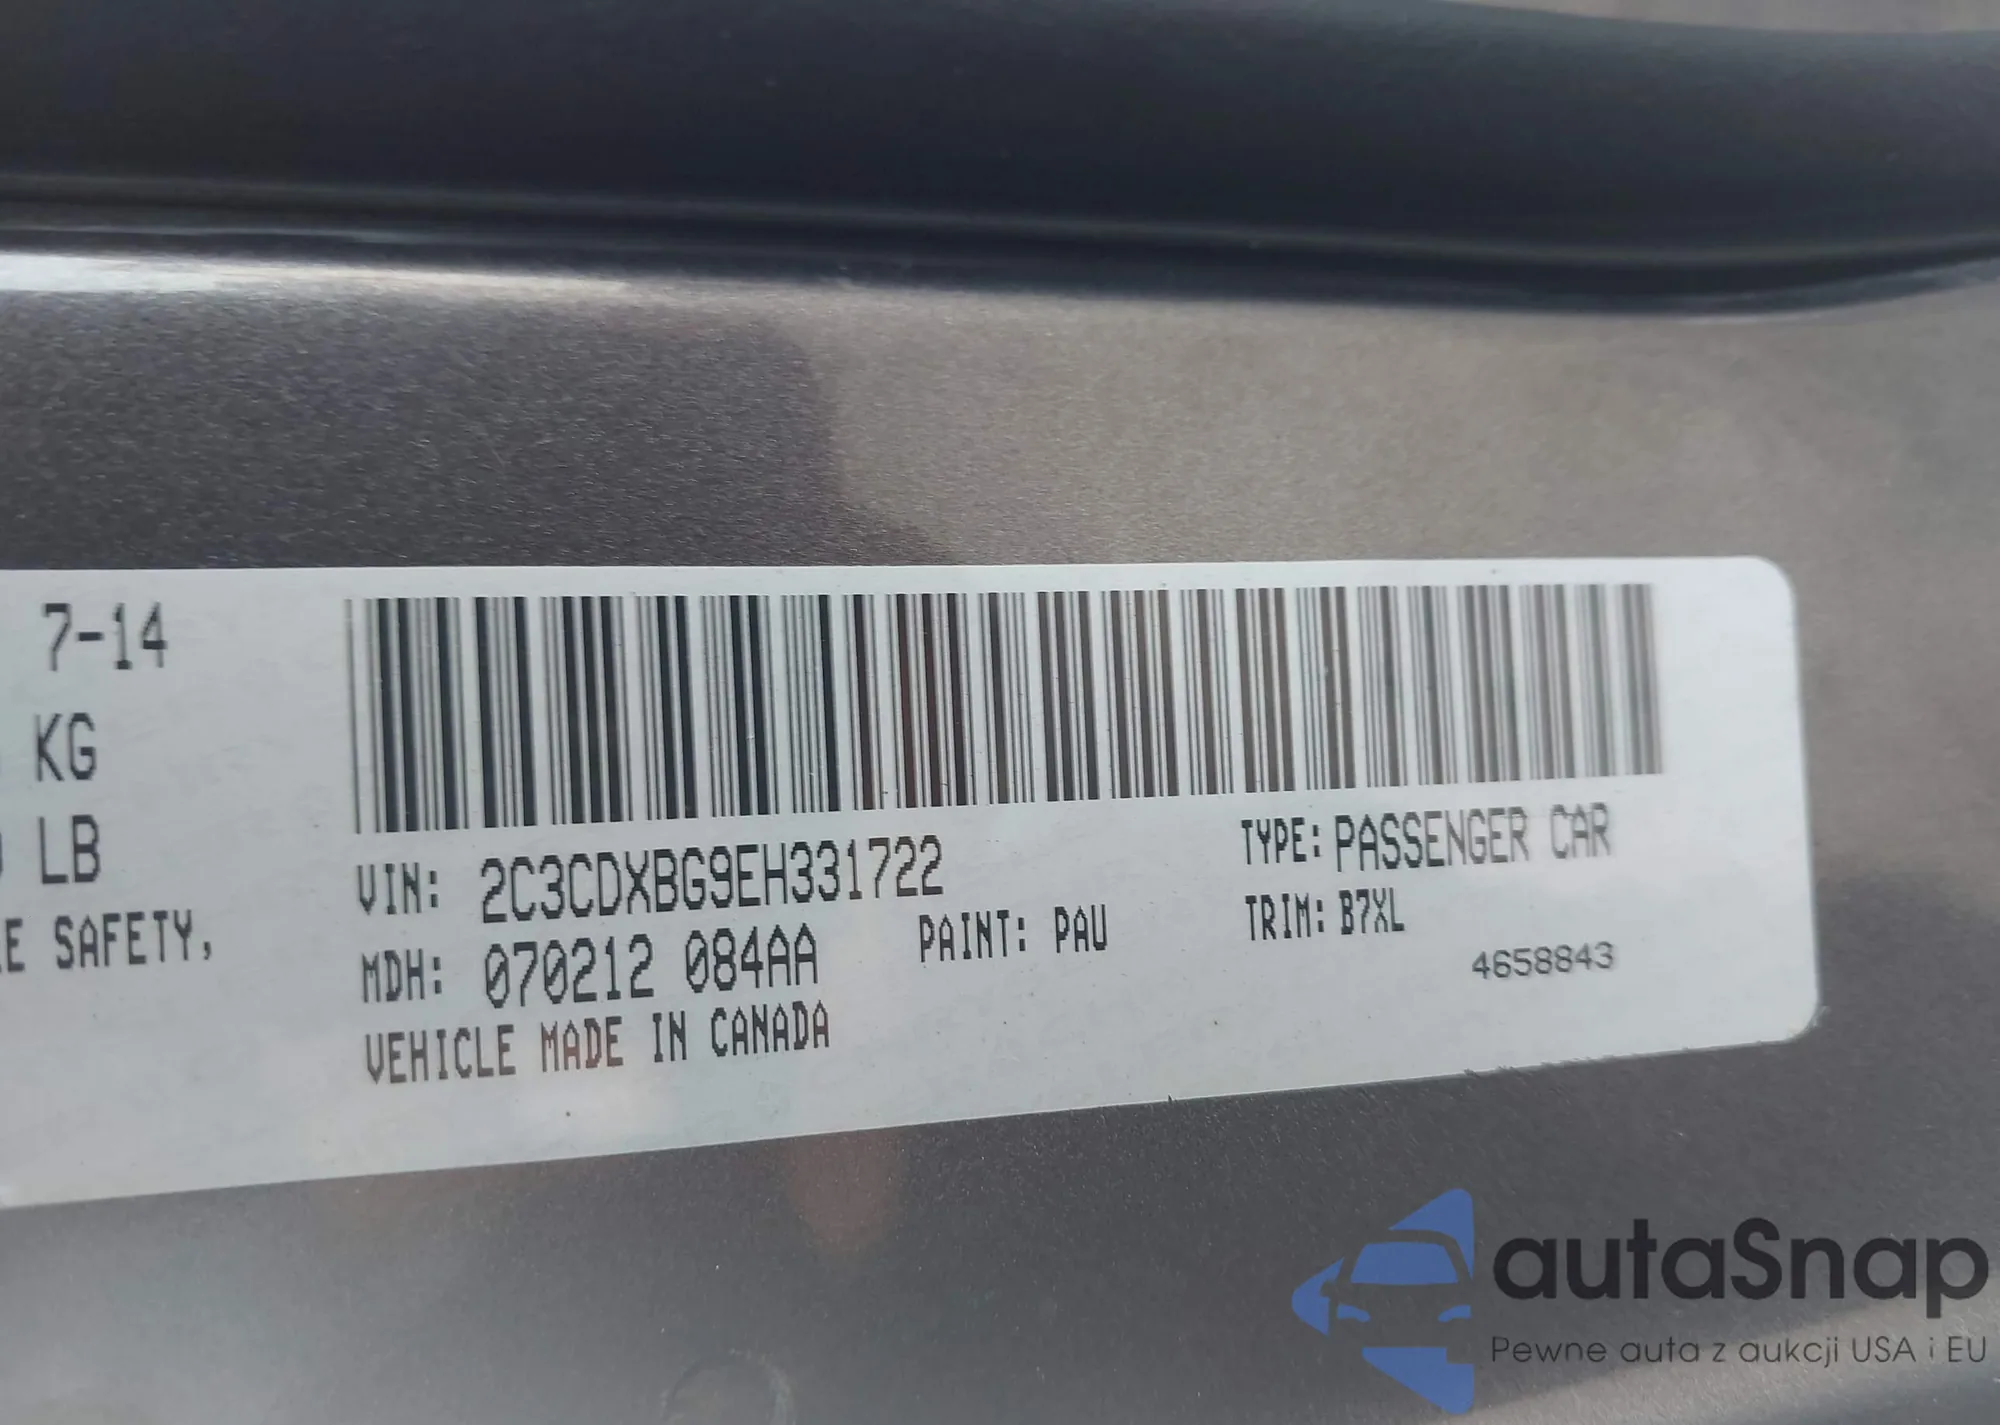 7-14
KG
LB
E SAFETY,
VIN: 2C3CDXBG9EH331722
TYPE: PASSENGER CAR
MDH: 070212 084AA
PAINT: PAU
TRIM: B7XL
VEHICLE MADE IN CANADA
4658843
autaSnap
Pewne auta z aukcji USA i EU